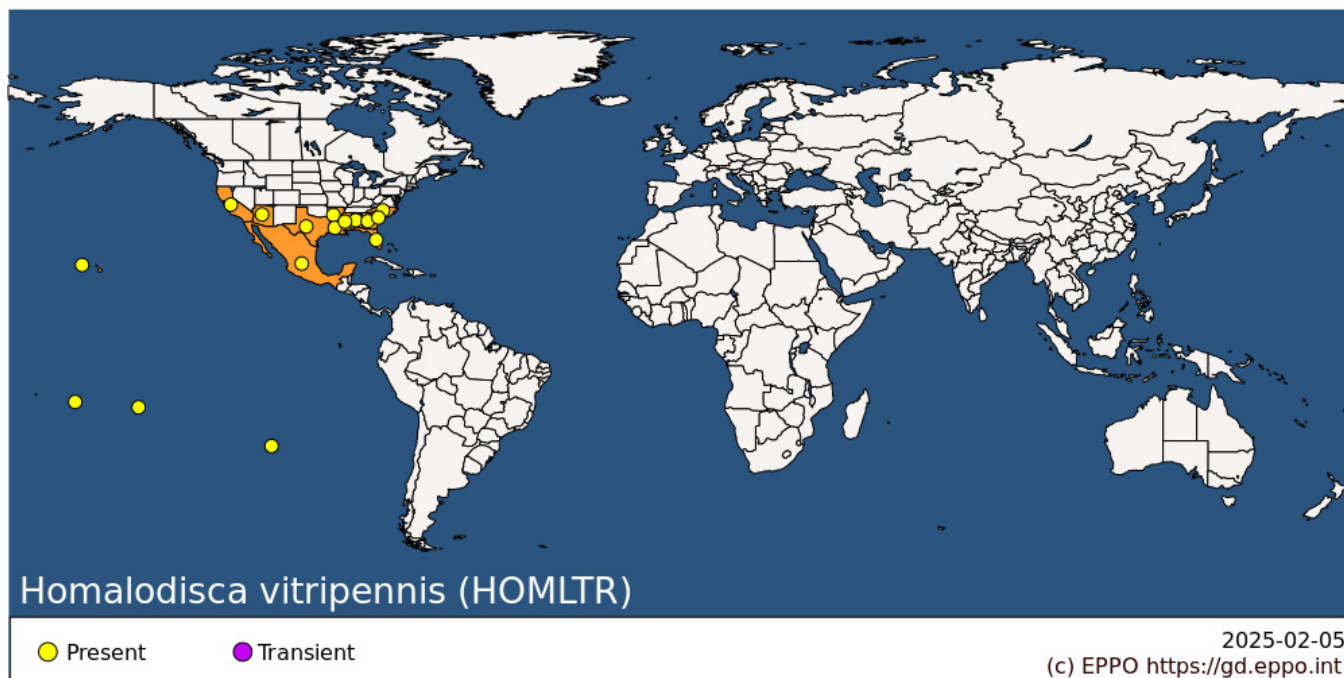 Homalodisca vitripennis (HOMLTR)
Present
Transient
2025-02-05
(c) EPPO https://gd.eppo.int